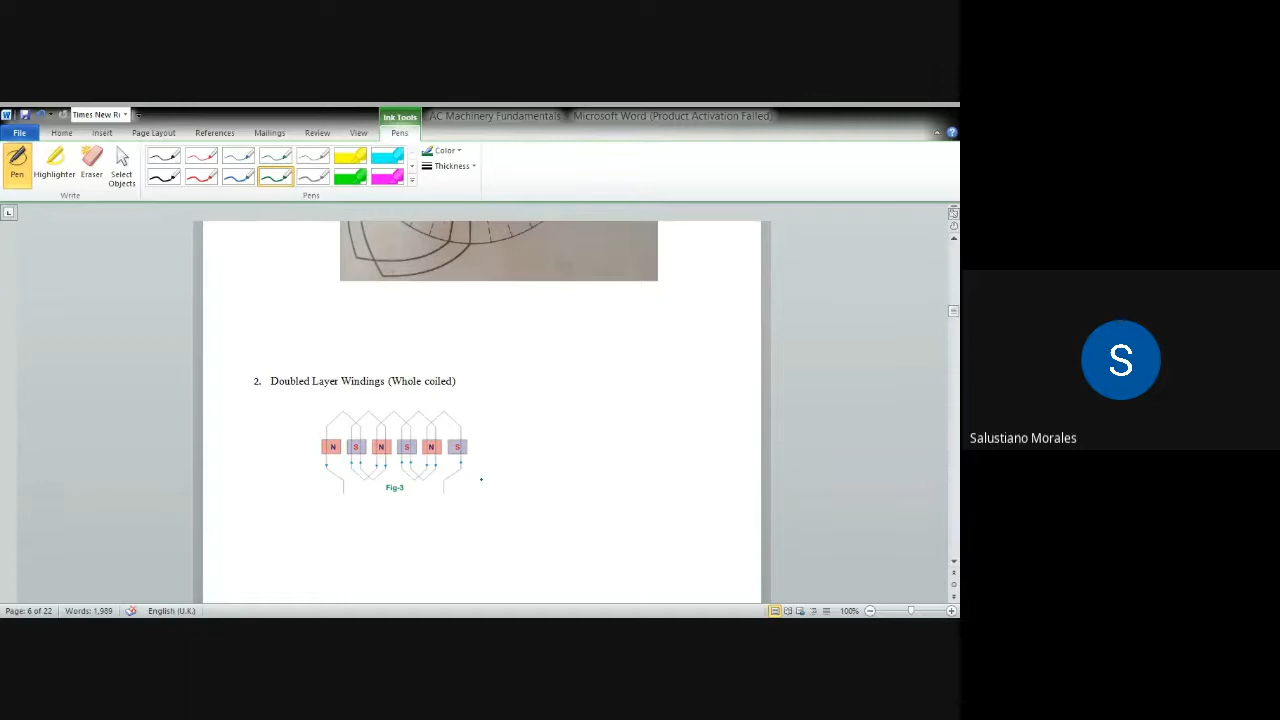 Times New R
Ink Tools
AC Machinery Fundamentals - Microsoft Word (Product Activation Failed)
File Home Insert Page Layout References Mailings Review View Pens
Pen Highlighter Eraser Select Objects
Color
Thickness
Write
Pens
L
2. Doubled Layer Windings (Whole coiled)
N S N S N S
Fig-3
S
Salustiano Morales
Page: 6 of 22 Words: 1,989 English (U.K.) 100%